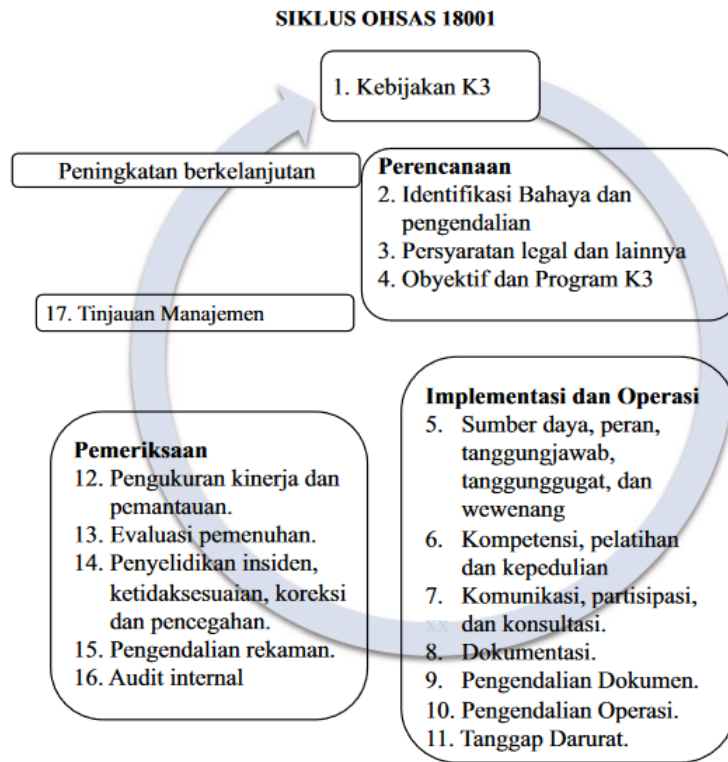 SIKLUS OHSAS 18001
1. Kebijakan K3
Peningkatan berkelanjutan
Perencanaan
2. Identifikasi Bahaya dan
pengendalian
3. Persyaratan legal dan lainnya
4. Obyektif dan Program K3
17. Tinjauan Manajemen
Implementasi dan Operasi
5. Sumber daya, peran,
tanggungjawab,
tanggunggugat, dan
wewenang
6. Kompetensi, pelatihan
dan kepedulian
7. Komunikasi, partisipasi,
xx dan konsultasi.
8. Dokumentasi.
9. Pengendalian Dokumen.
10. Pengendalian Operasi.
11. Tanggap Darurat.
Pemeriksaan
12. Pengukuran kinerja dan
pemantauan.
13. Evaluasi pemenuhan.
14. Penyelidikan insiden,
ketidaksesuaian, koreksi
dan pencegahan.
15. Pengendalian rekaman.
16. Audit internal